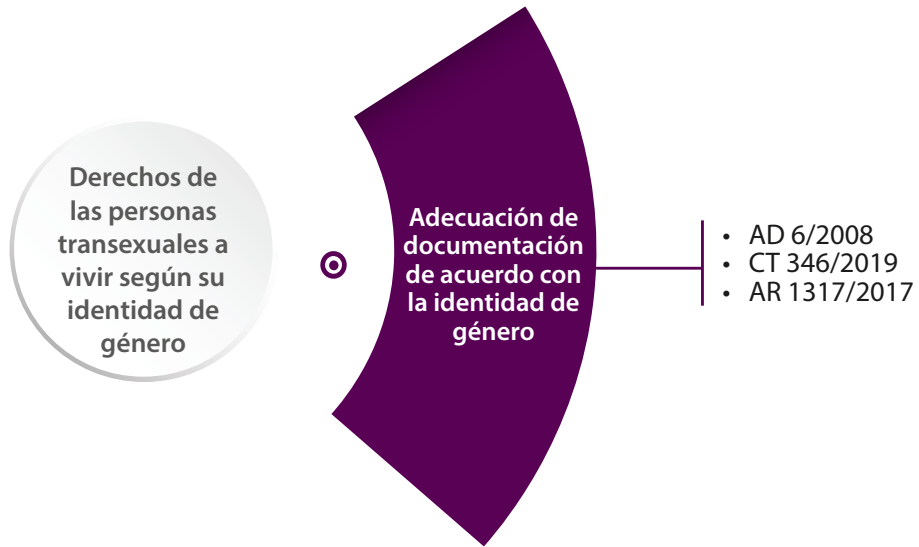 Derechos de
las personas
transexuales a
vivir según su
identidad de
género
Adecuación de
documentación
de acuerdo con
la identidad de
género
• AD 6/2008
• CT 346/2019
• AR 1317/2017